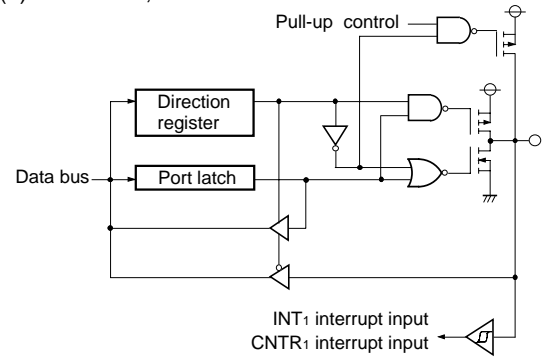 Pull-up control
Direction
register
Port latch
Data bus
INT1 interrupt input
CNTR1 interrupt input